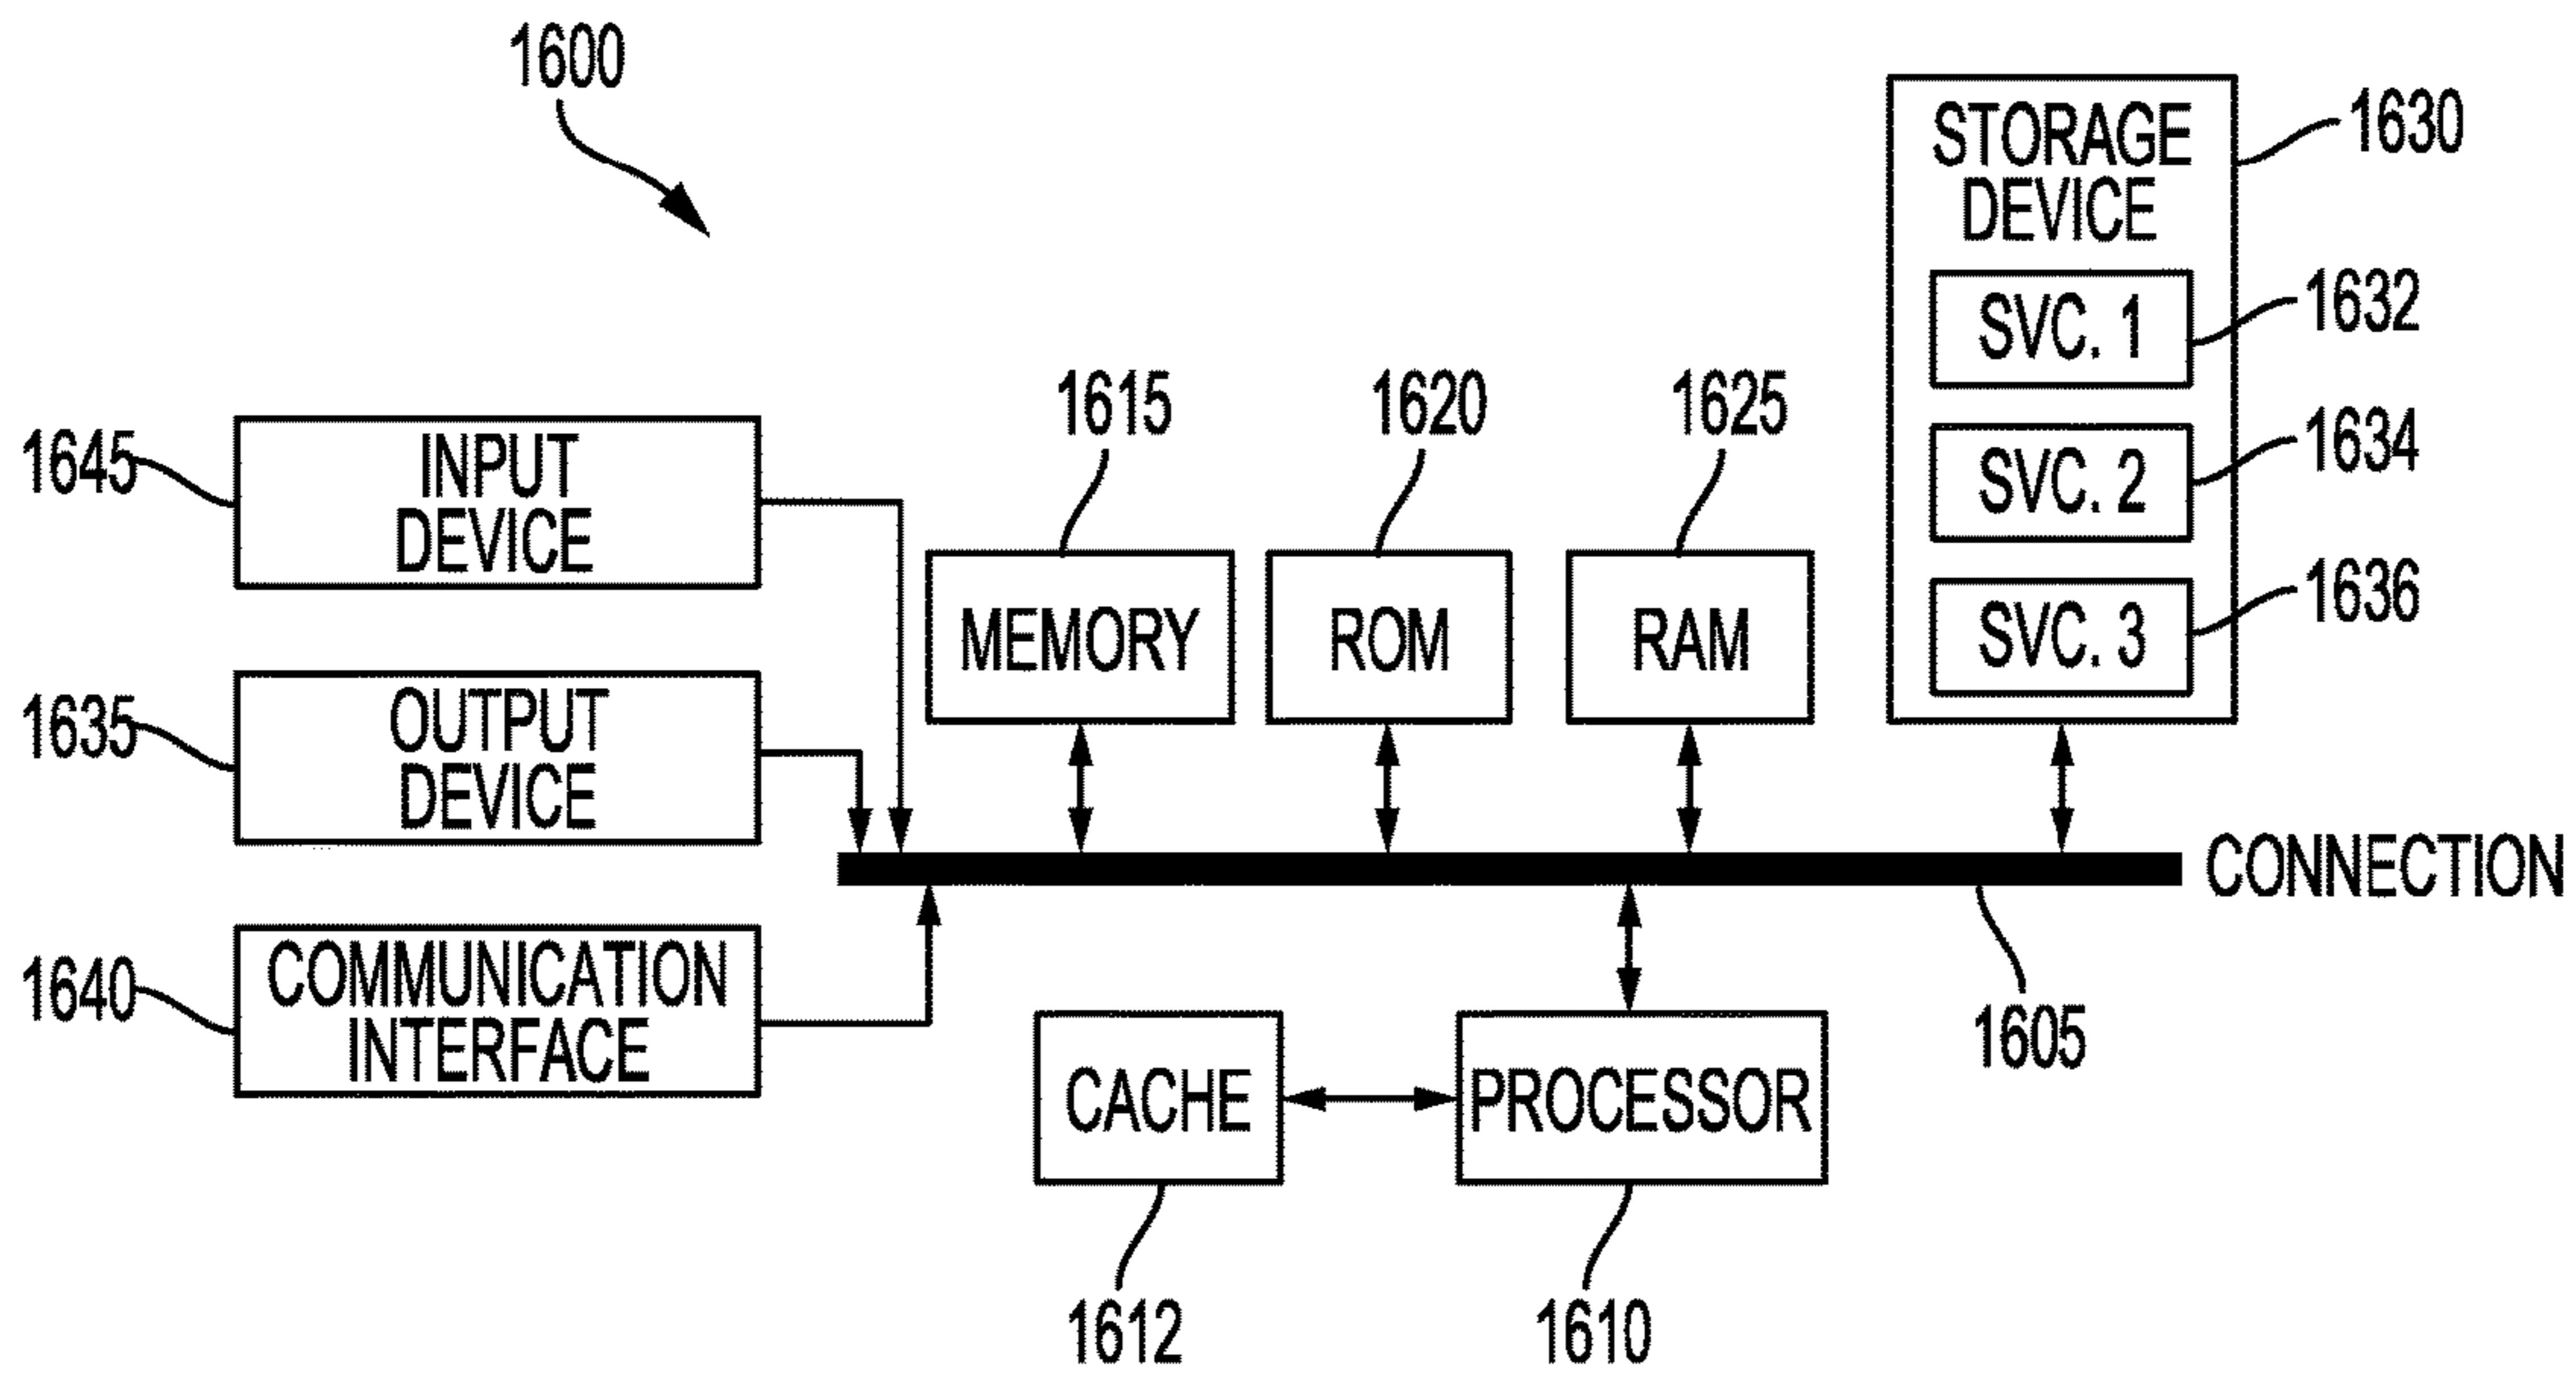 1600
STORAGE
DEVICE
1630
SVC. 1
1632
SVC. 2
1634
SVC. 3
1636
1645
INPUT
DEVICE
1615
1620
1625
MEMORY
ROM
RAM
1635
OUTPUT
DEVICE
CONNECTION
1640
COMMUNICATION
INTERFACE
1605
CACHE
PROCESSOR
1612
1610